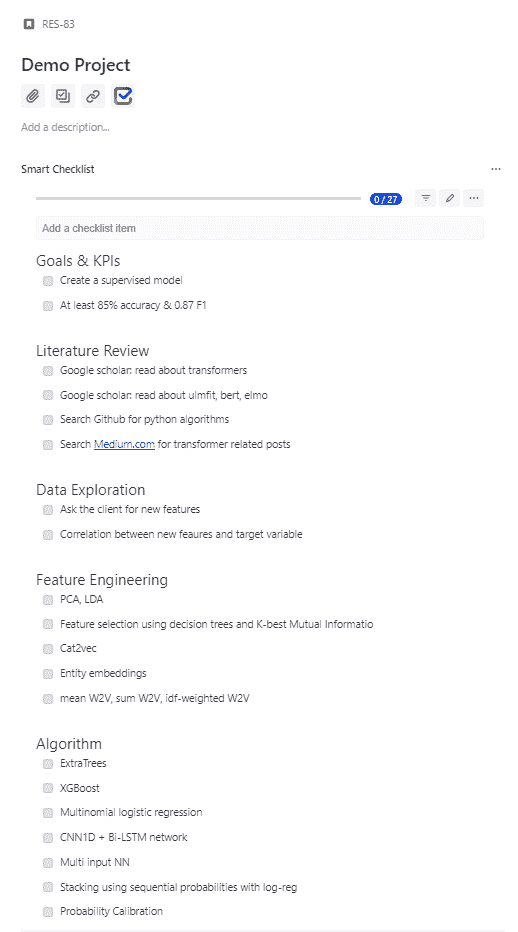 RES-83
Demo Project
Add a description...
Smart Checklist
0 / 27
Add a checklist item
Goals & KPIs
Create a supervised model
At least 85% accuracy & 0.87 F1
Literature Review
Google scholar: read about transformers
Google scholar: read about ulmfit, bert, elmo
Search Github for python algorithms
Search Medium.com for transformer related posts
Data Exploration
Ask the client for new features
Correlation between new feaures and target variable
Feature Engineering
PCA, LDA
Feature selection using decision trees and K-best Mutual Informatio
Cat2vec
Entity embeddings
mean W2V, sum W2V, idf-weighted W2V
Algorithm
ExtraTrees
XGBoost
Multinomial logistic regression
CNN1D + Bi-LSTM network
Multi input NN
Stacking using sequential probabilities with log-reg
Probability Calibration